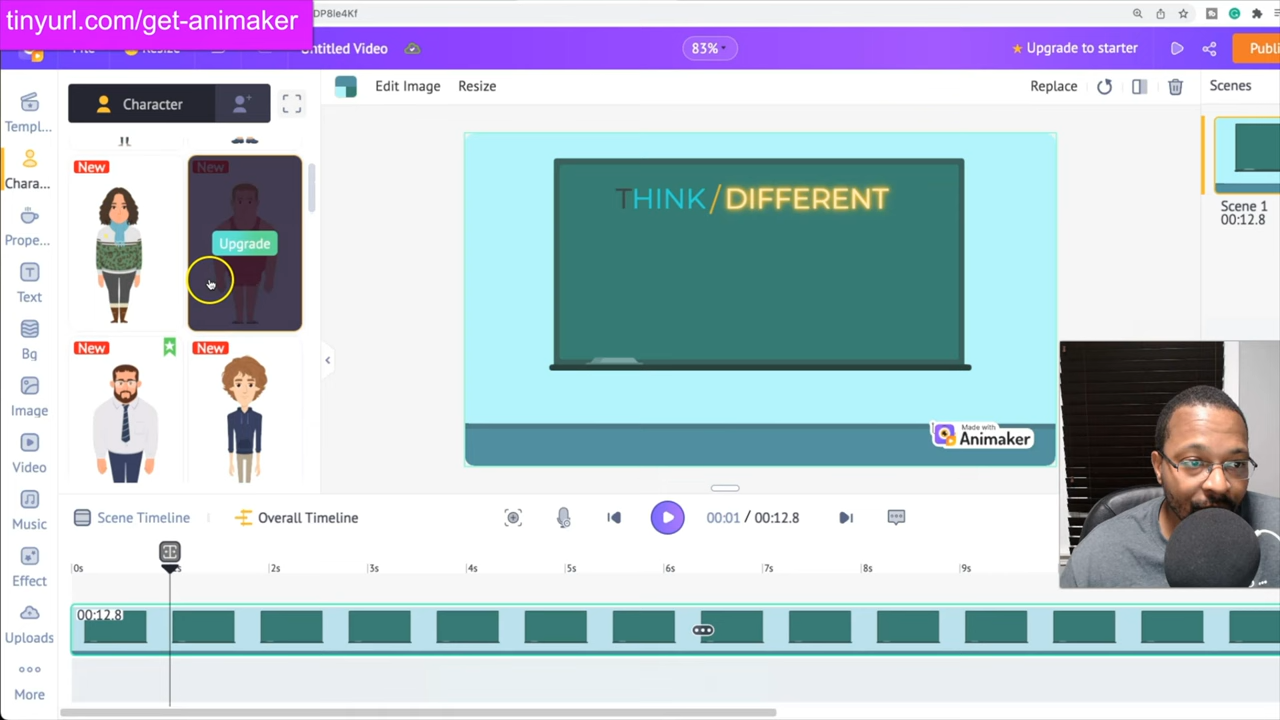 tinyurl.com/get-animaker
DP8Ie4Kf
Untitled Video
83%
Upgrade to starter
Publi
Character
Edit Image
Resize
Replace
Scenes
Templ...
Chara...
Prope...
Text
Bg
Image
Video
Music
Effect
Uploads
More
New
New
Upgrade
New
New
THINK/DIFFERENT
Made with
Animaker
Scene 1
00:12.8
Scene Timeline
Overall Timeline
00:01 / 00:12.8
0s
2s
3s
4s
5s
6s
7s
8s
9s
00:12.8